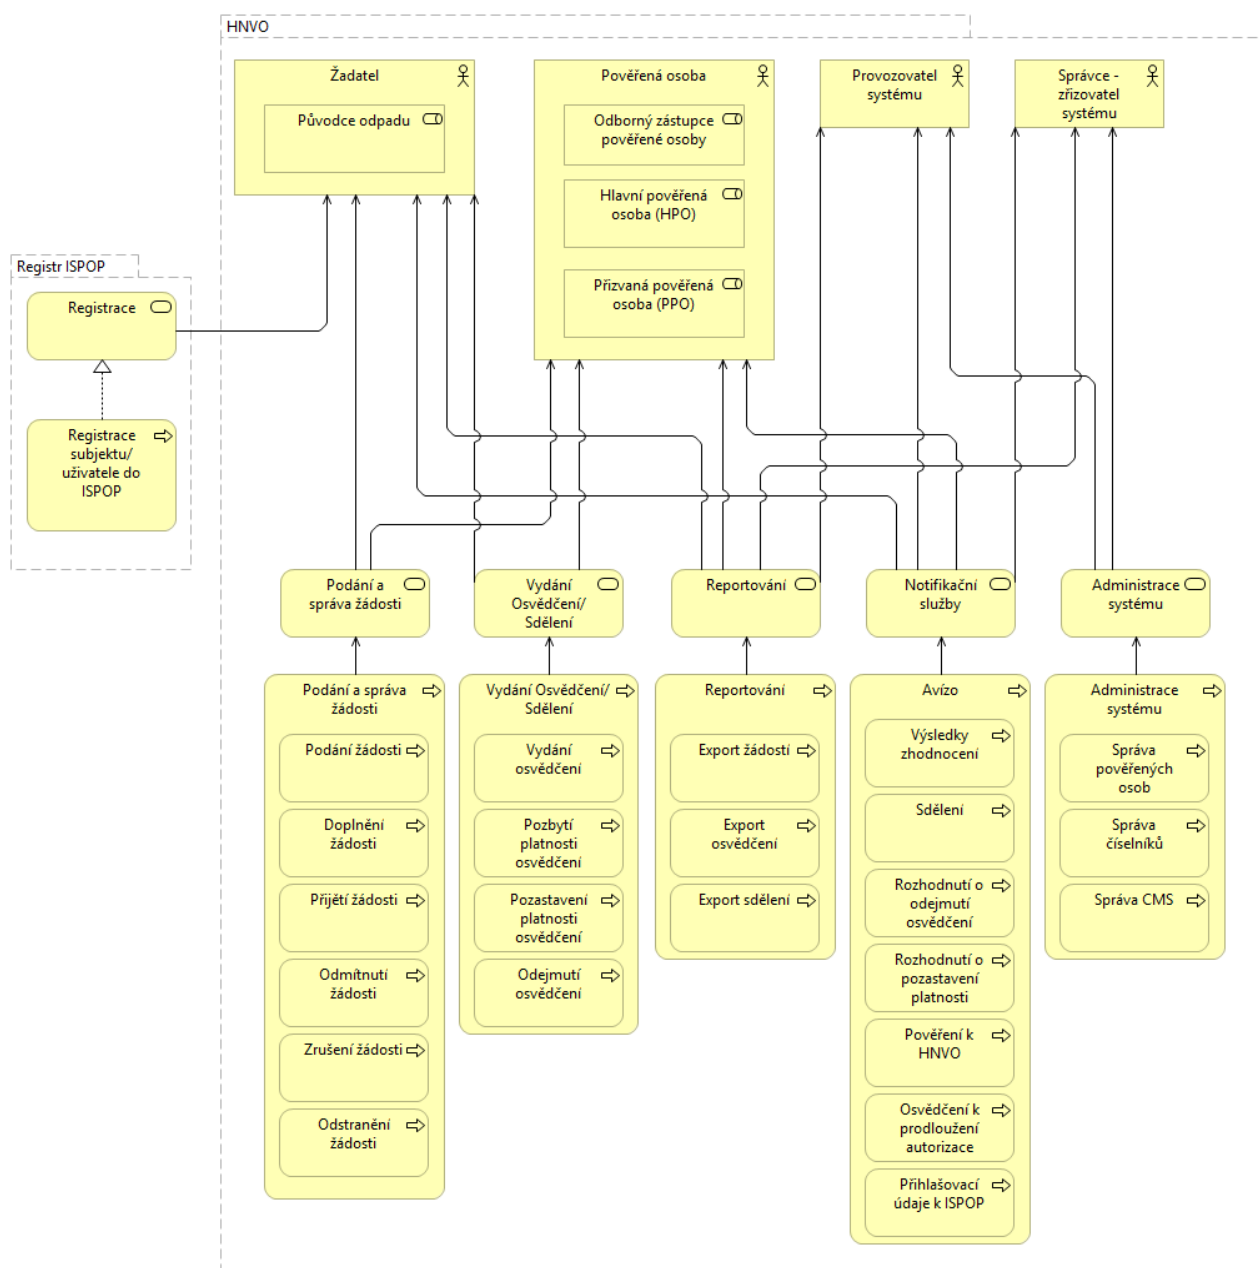 HNVO
Žadatel
Původce odpadu
Pověřená osoba
Odborný zástupce
pověřené osoby
Hlavní pověřená
osoba (HPO)
Přizvaná pověřená
osoba (PPO)
Provozovatel
systému
Správce -
zřizovatel
systému
Registr ISPOP
Registrace
Registrace
subjektu/
uživatele do
ISPOP
Podání a
správa žádosti
Vydání
Osvědčení/
Sdělení
Reportování
Notifikační
služby
Administrace
systému
Podání a správa
žádosti
Podání žádosti
Doplnění
žádosti
Přijětí žádosti
Odmítnutí
žádosti
Zrušení žádosti
Odstranění
žádosti
Vydání Osvědčení/
Sdělení
Vydání
osvědčení
Pozbytí
platnosti
osvědčení
Pozastavení
platnosti
osvědčení
Odejmutí
osvědčení
Reportování
Export žádostí
Export
osvědčení
Export sdělení
Avízo
Výsledky
zhodnocení
Sdělení
Rozhodnutí o
odejmutí
osvědčení
Rozhodnutí o
pozastavení
platnosti
Pověření k
HNVO
Osvědčení k
prodloužení
autorizace
Přihlašovací
údaje k ISPOP
Administrace
systému
Správa
pověřených
osob
Správa
číselníků
Správa CMS